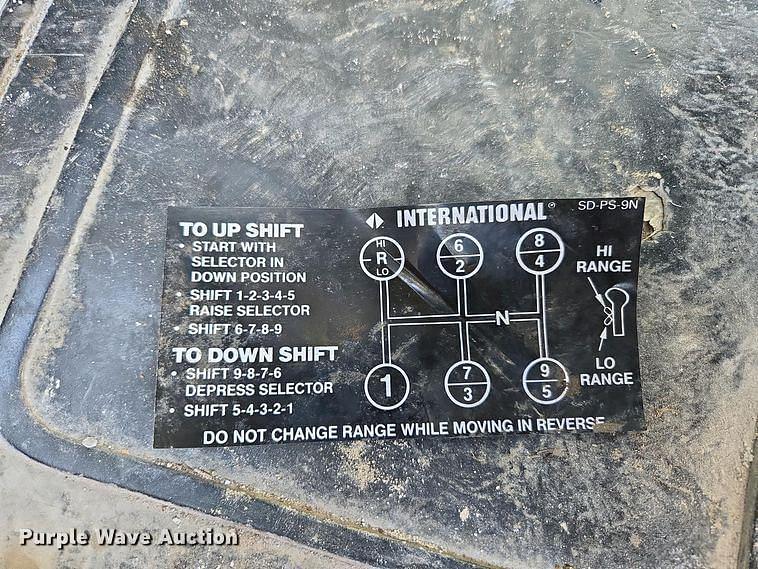 INTERNATIONAL®
SD-PS-9N
TO UP SHIFT
• START WITH
SELECTOR IN
DOWN POSITION
• SHIFT 1-2-3-4-5
RAISE SELECTOR
• SHIFT 6-7-8-9
TO DOWN SHIFT
• SHIFT 9-8-7-6
DEPRESS SELECTOR
• SHIFT 5-4-3-2-1
HI
R
LO
6
2
8
4
N
1
7
3
9
5
HI
RANGE
LO
RANGE
DO NOT CHANGE RANGE WHILE MOVING IN REVERSE
Purple Wave Auction